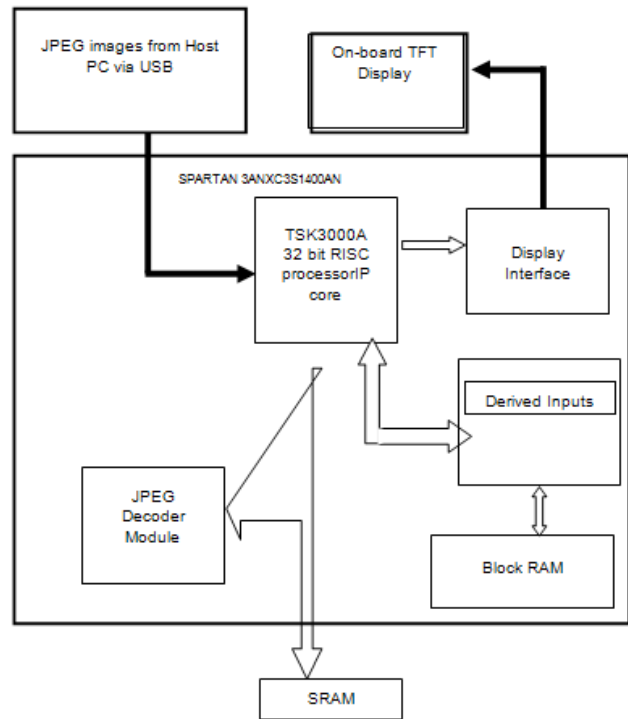 JPEG images from Host
PC via USB
On-board TFT
Display
SPARTAN 3ANXC3S1400AN
TSK3000A
32 bit RISC
processorIP
core
Display
Interface
Derived Inputs
JPEG
Decoder
Module
Block RAM
SRAM